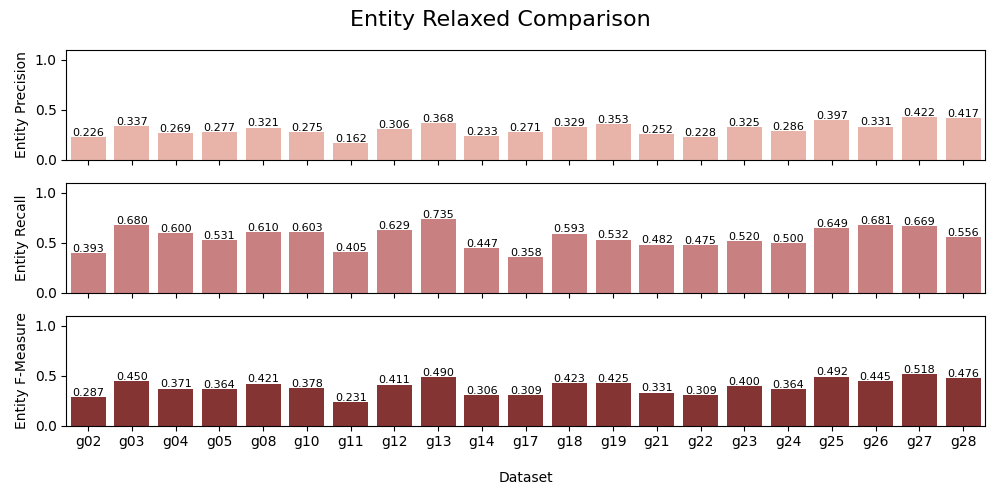 Entity Relaxed Comparison
Entity Precision
1.0
0.5
0.0
0.226 0.337 0.269 0.277 0.321 0.275 0.162 0.306 0.368 0.233 0.271 0.329 0.353 0.252 0.228 0.325 0.286 0.397 0.331 0.422 0.417
Entity Recall
1.0
0.5
0.0
0.393 0.680 0.600 0.531 0.610 0.603 0.405 0.629 0.735 0.447 0.358 0.593 0.532 0.482 0.475 0.520 0.500 0.649 0.681 0.669 0.556
Entity F-Measure
1.0
0.5
0.0
0.287 0.450 0.371 0.364 0.421 0.378 0.231 0.411 0.490 0.306 0.309 0.423 0.425 0.331 0.309 0.400 0.364 0.492 0.445 0.518 0.476
g02 g03 g04 g05 g08 g10 g11 g12 g13 g14 g17 g18 g19 g21 g22 g23 g24 g25 g26 g27 g28
Dataset